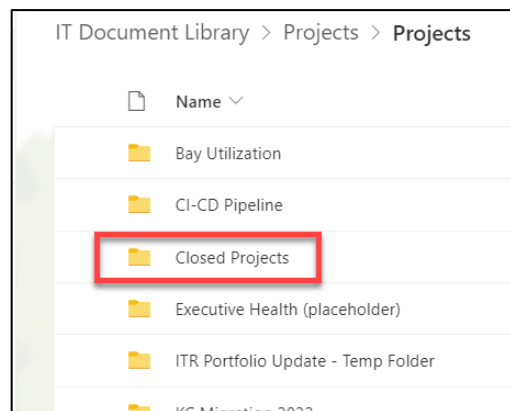 IT Document Library > Projects > Projects
Name
Bay Utilization
CI-CD Pipeline
Closed Projects
Executive Health (placeholder)
ITR Portfolio Update - Temp Folder